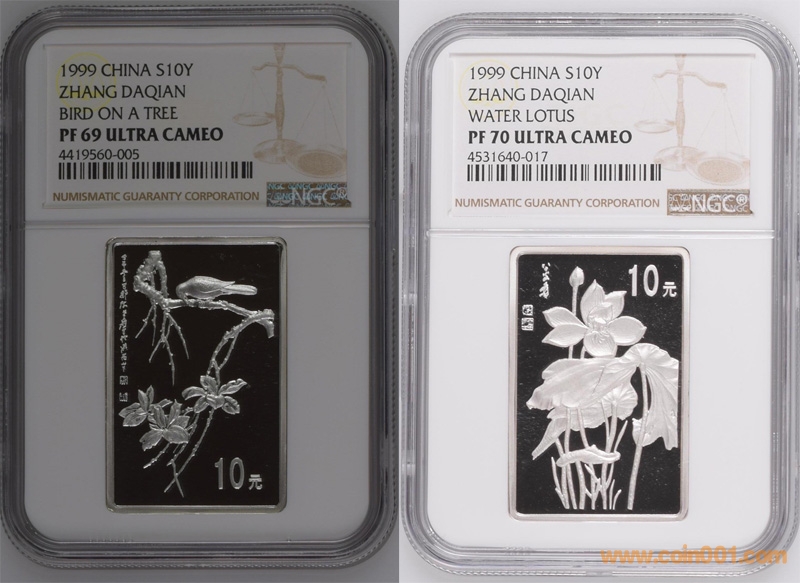 1999 CHINA S10Y
ZHANG DAQIAN
BIRD ON A TREE
PF 69 ULTRA CAMEO
4419560-005
NUMISMATIC GUARANTY CORPORATION
NGC
10元
1999 CHINA S10Y
ZHANG DAQIAN
WATER LOTUS
PF 70 ULTRA CAMEO
4531640-017
NUMISMATIC GUARANTY CORPORATION
NGC
10元
www.coin001.com